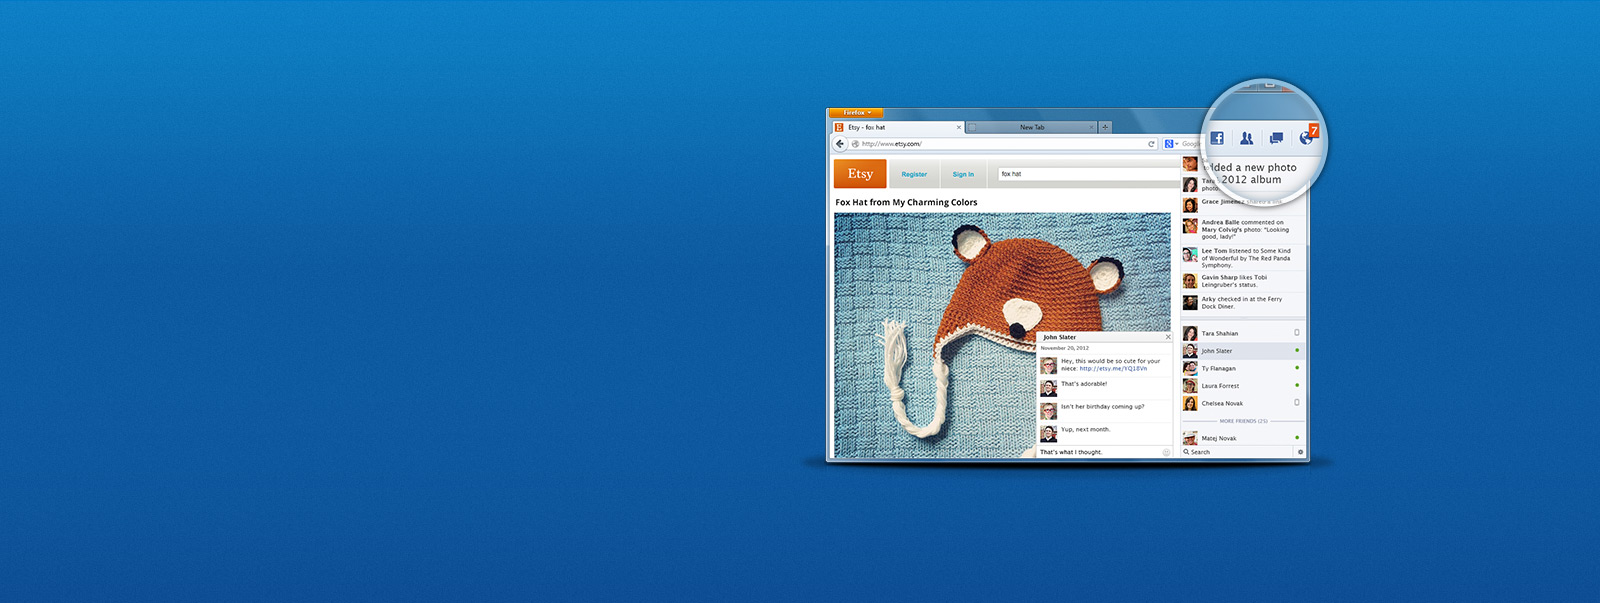 Firefox
Etsy - fox hat
New Tab
http://www.etsy.com/
Google
7
Etsy
Register
Sign In
fox hat
dded a new photo
2012 album
Fox Hat from My Charming Colors
photo.
Grace Jimenez shared a link.
Andrea Balle commented on
Mary Colvig's photo: "Looking
good, lady!"
Lee Tom listened to Some Kind
of Wonderful by The Red Panda
Symphony.
Gavin Sharp likes Tobi
Leingruber's status.
Arky checked in at the Ferry
Dock Diner.
Tara Shahian
John Slater
Ty Flanagan
Laura Forrest
Chelsea Novak
MORE FRIENDS (25)
Matej Novak
Search
John Slater
November 20, 2012
Hey, this would be so cute for your
niece: http://etsy.me/YQ18Vn
That's adorable!
Isn't her birthday coming up?
Yup, next month.
That's what I thought.